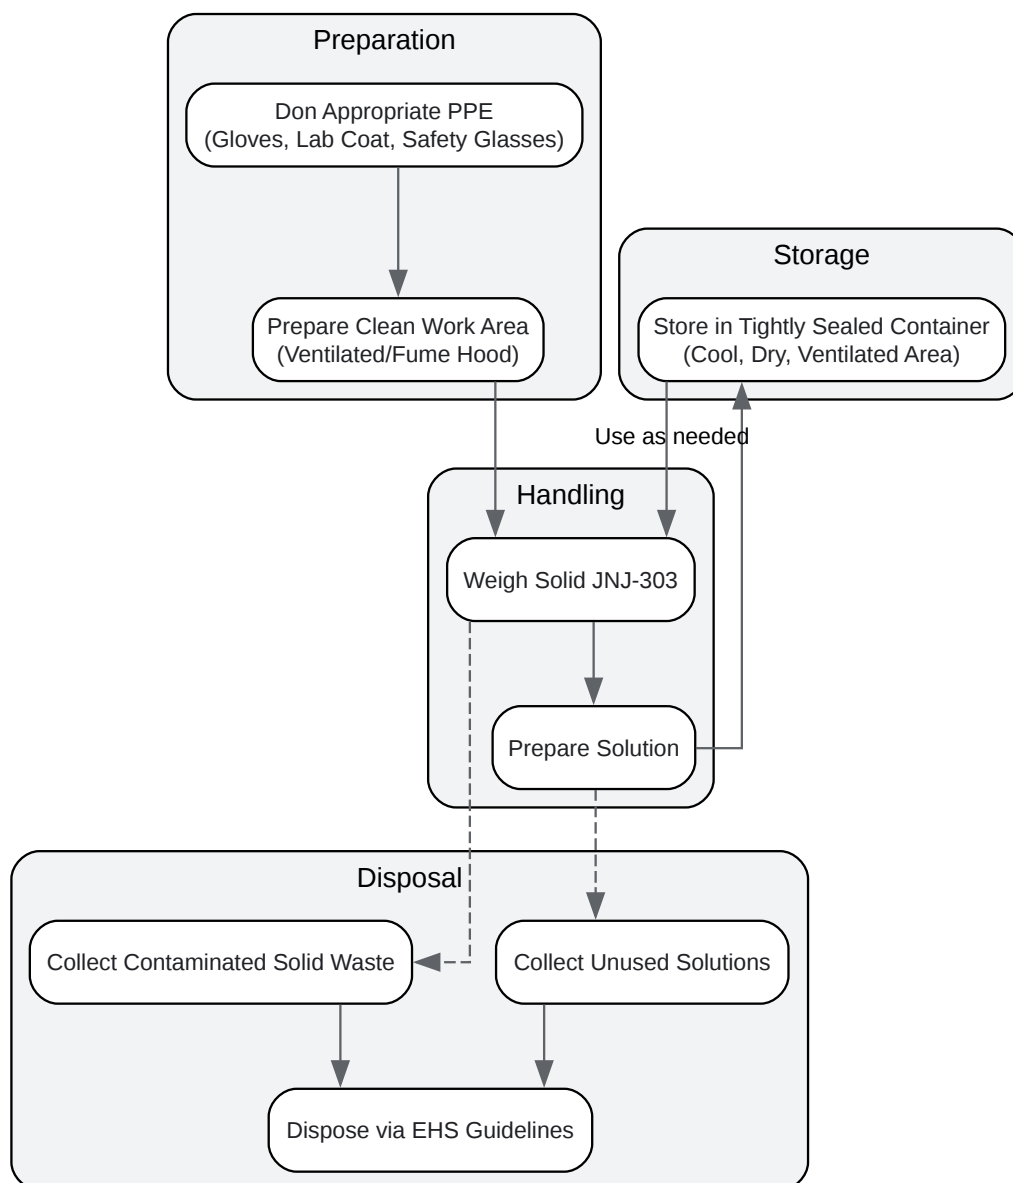 Preparation
Don Appropriate PPE
(Gloves, Lab Coat, Safety Glasses)
Prepare Clean Work Area
(Ventilated/Fume Hood)
Storage
Store in Tightly Sealed Container
(Cool, Dry, Ventilated Area)
Use as needed
Handling
Weigh Solid JNJ-303
Prepare Solution
Disposal
Collect Contaminated Solid Waste
Collect Unused Solutions
Dispose via EHS Guidelines